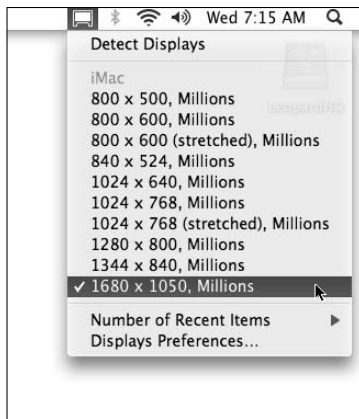 Wed 7:15 AM
Detect Displays
iMac
800 x 500, Millions
800 x 600, Millions
800 x 600 (stretched), Millions
840 x 524, Millions
1024 x 640, Millions
1024 x 768, Millions
1024 x 768 (stretched), Millions
1280 x 800, Millions
1344 x 840, Millions
✓ 1680 x 1050, Millions
Number of Recent Items
Displays Preferences...
LeopardHD